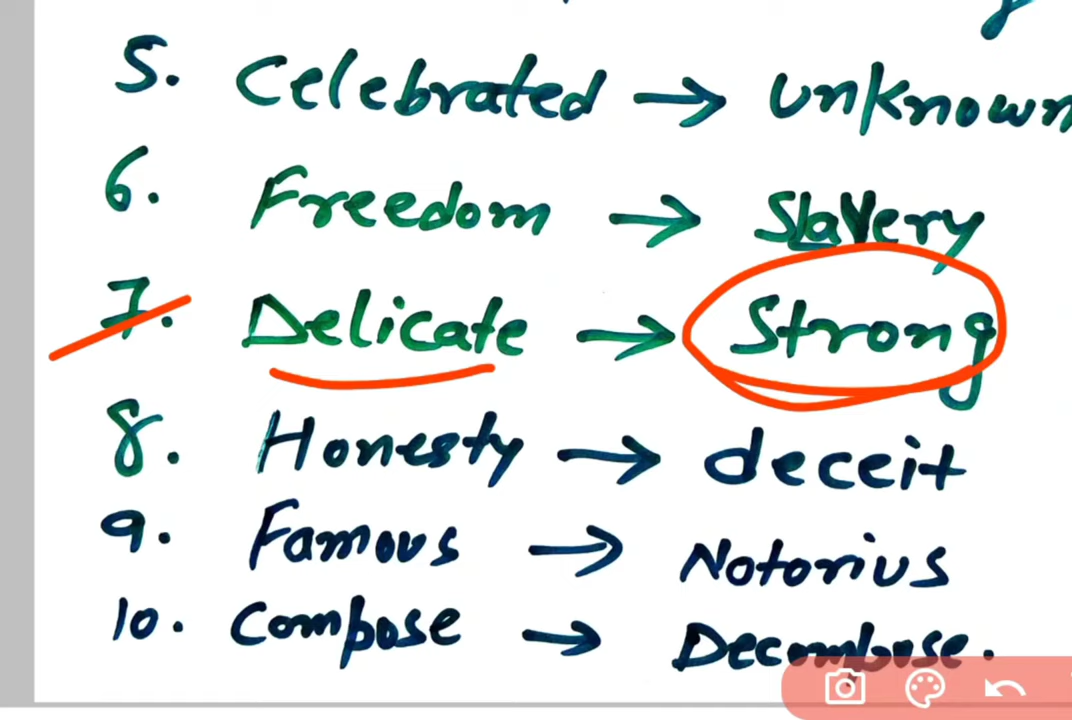 5. Celebrated → Unknown
6. Freedom → Slavery
7. Delicate → Strong
8. Honesty → deceit
9. Famous → Notorius
10. Compose → Decompose.